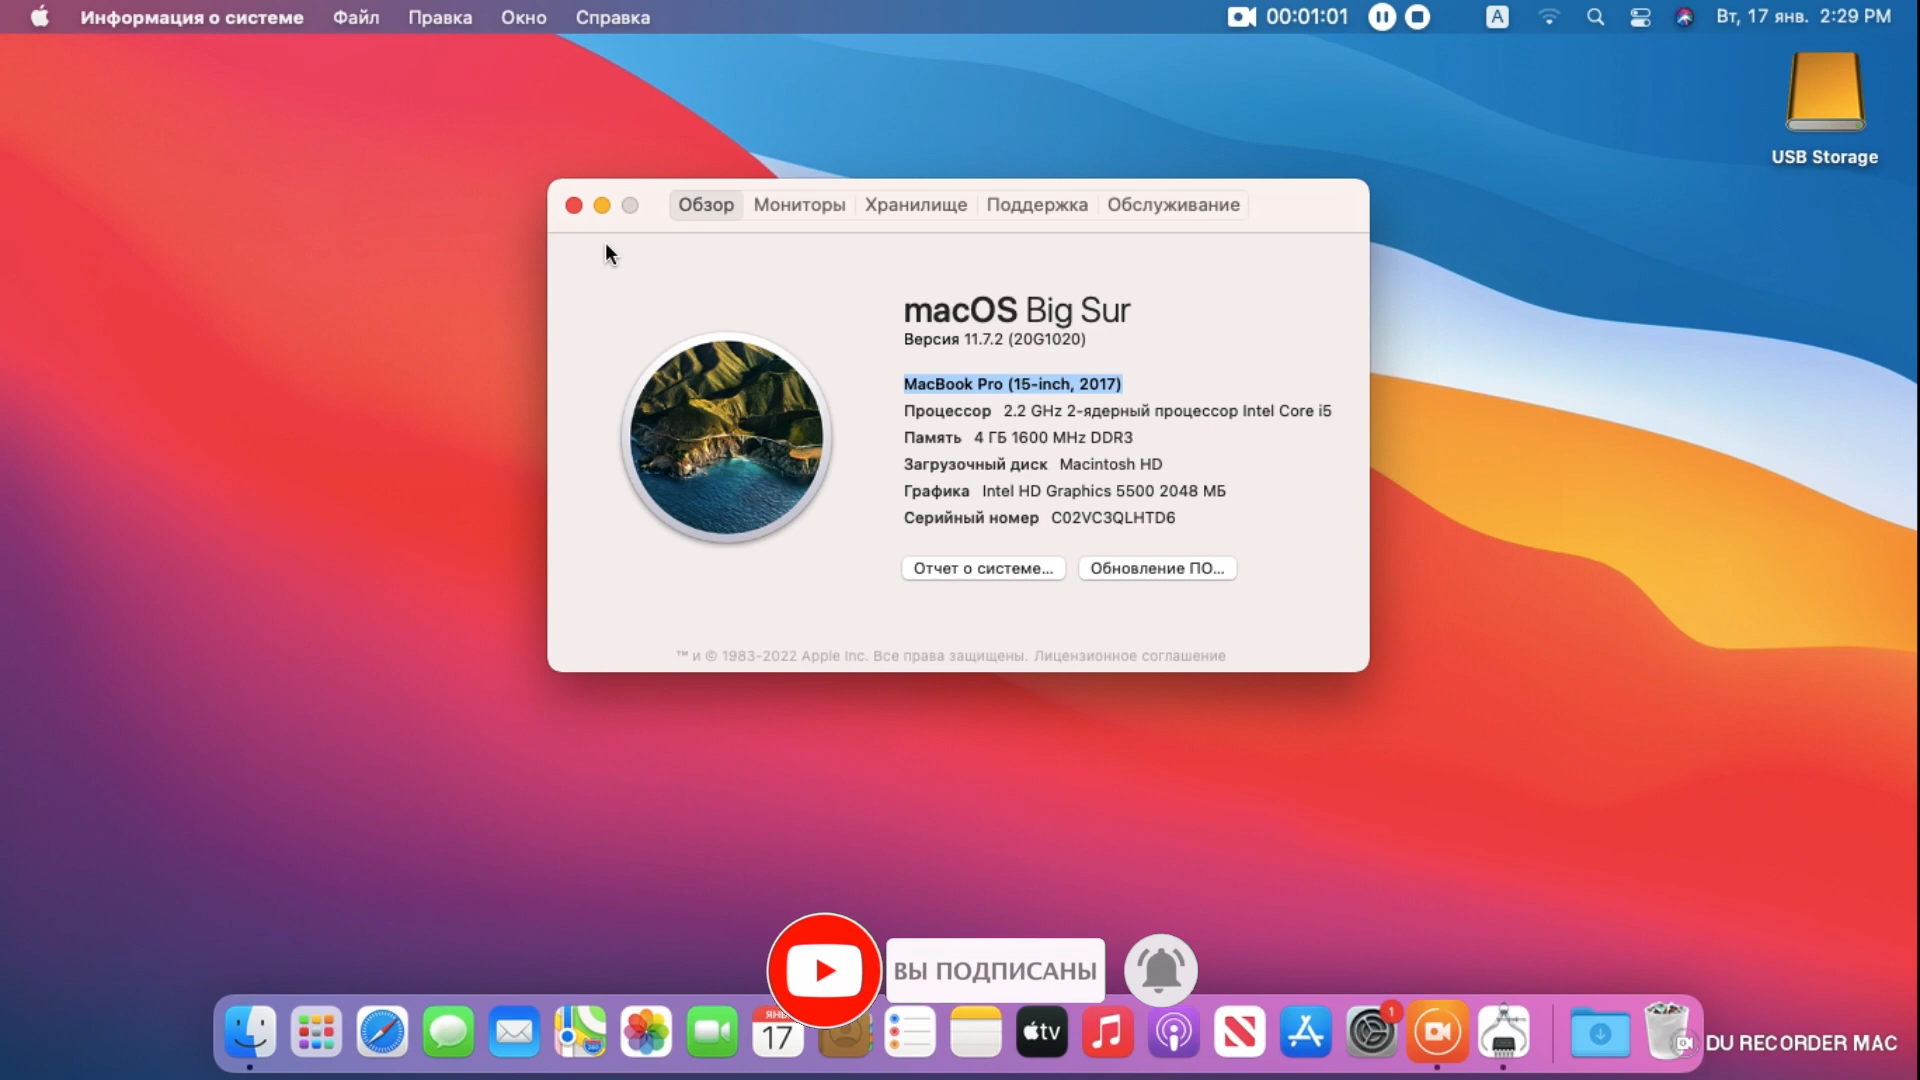 Информация о системе Файл Правка Окно Справка 00:01:01 A Вт, 17 янв. 2:29 PM
USB Storage
Обзор Мониторы Хранилище Поддержка Обслуживание
macOS Big Sur
Версия 11.7.2 (20G1020)
MacBook Pro (15-inch, 2017)
Процессор 2.2 GHz 2-ядерный процессор Intel Core i5
Память 4 ГБ 1600 MHz DDR3
Загрузочный диск Macintosh HD
Графика Intel HD Graphics 5500 2048 МБ
Серийный номер C02VC3QLHTD6
Отчет о системе... Обновление ПО...
™ и © 1983-2022 Apple Inc. Все права защищены. Лицензионное соглашение
ВЫ ПОДПИСАНЫ
17
tv
1
DU RECORDER MAC